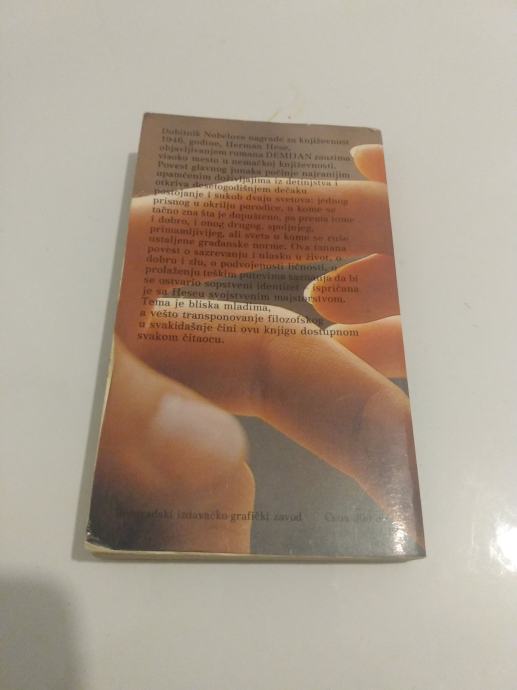 Dobitnik Nobelove nagrade za književnost
1946. godine, Herman Hese,
objavljivanjem romana DEMIJAN zauzima
visoko mesto u nemačkoj književnosti.
Povest glavnog junaka počinje najranijim
upamćenim doživljajima iz detinjstva i
otkriva desetogodišnjem dečaku
postojanje i sukob dvaju svetova: jednog
prisnog u okrilju porodice, u kome se
tačno zna šta je dopušteno, pa prema tome
i dobro, i onog drugog, spoljnjeg,
primamljivijeg, ali sveta u kome se ruše
ustaljene građanske norme. Ova tanana
povest o sazrevanju i ulasku u život, o
dobru i zlu, o podvojenosti ličnosti, o
prolaženju teškim putevima saznanja da bi
se ostvario sopstveni identitet – ispričana
je sa Heseu svojstvenim majstorstvom.
Tema je bliska mladima,
a vešto transponovanje filozofskog
u svakidašnje čini ovu knjigu dostupnom
svakom čitaocu.
Beogradski izdavačko-grafički zavod
Cena